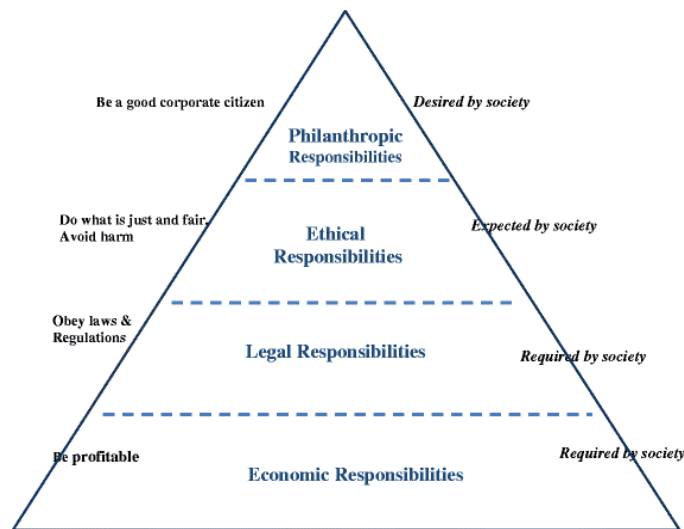 Be a good corporate citizen
Desired by society
Philanthropic
Responsibilities
Do what is just and fair,
Avoid harm
Expected by society
Ethical
Responsibilities
Obey laws &
Regulations
Legal Responsibilities
Required by society
Be profitable
Required by society
Economic Responsibilities